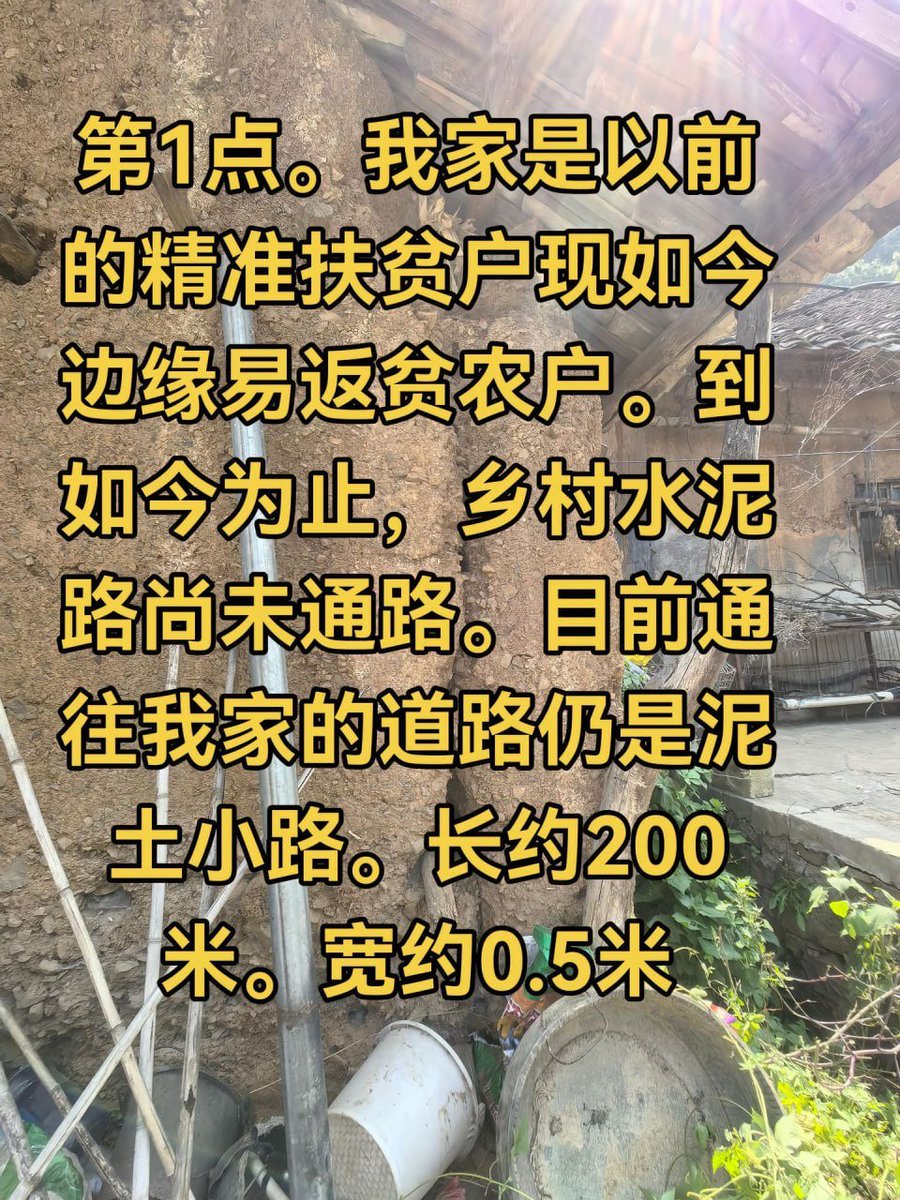 第1点。我家是以前
的精准扶贫户现如今
边缘易返贫农户。到
如今为止，乡村水泥
路尚未通路。目前通
往我家的道路仍是泥
土小路。长约200
米。宽约0.5米